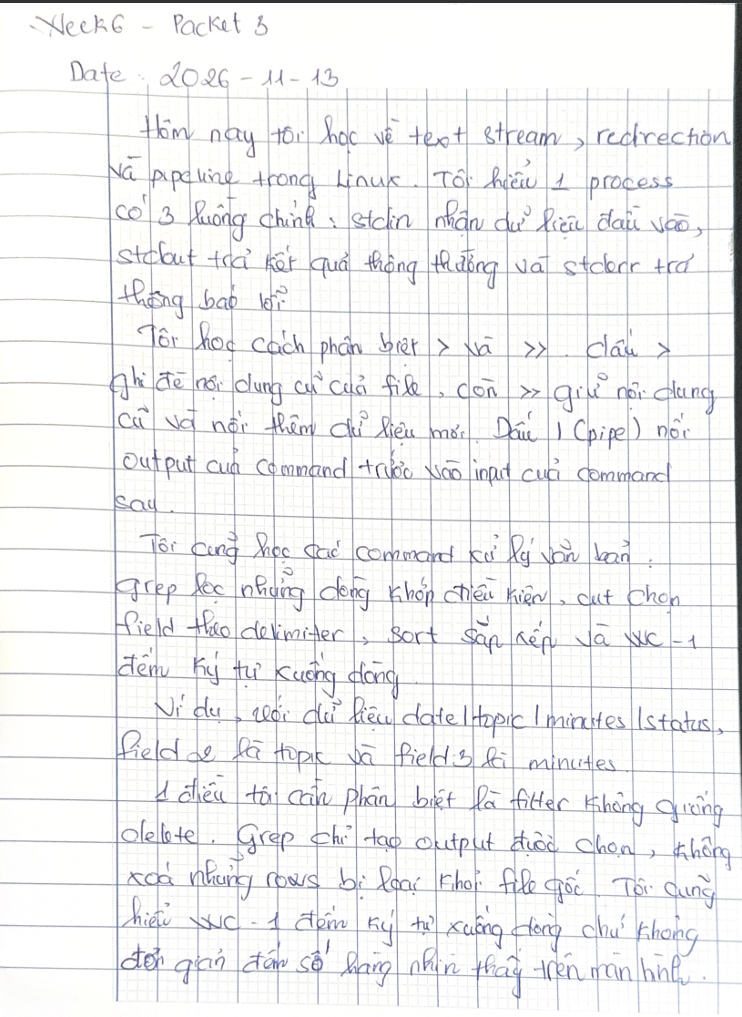 Week 6 - Packet 3
Date: 2026-11-13
Hôm nay tôi học về text stream, redirection
và pipeline trong Linux. Tôi hiểu 1 process
có 3 luồng chính: stdin nhận dữ liệu đầu vào,
stdout trả kết quả thông thường và stderr trả
thông báo lỗi.
Tôi học cách phân biệt > và >>. dấu >
ghi đè nội dung cũ của file, còn >> giữ nội dung
cũ và nối thêm dữ liệu mới. Dấu | (pipe) nối
output của command trước vào input của command
say.
Tôi cũng học các command xử lý văn bản:
grep lọc những dòng khớp điều kiện, cut chọn
field theo delimiter, sort sắp xếp và wc -l
đếm ký tự xuống dòng.
Ví dụ, với dữ liệu date|topic|minutes|status,
field 2 là topic và field 3 là minutes.
1 điều tôi cần phân biệt là filter không giống
delete. Grep chỉ tạo output được chọn, không
xoá những rows bị loại khỏi file gốc. Tôi cũng
hiểu wc -l đếm ký tự xuống dòng chứ không
đơn giản đếm số hàng nhìn thấy trên màn hình.